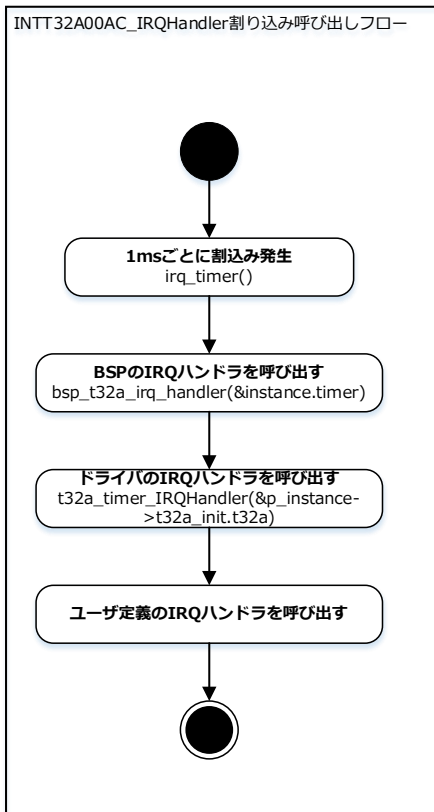 INTT32A00AC_IRQHandler割り込み呼び出しフロー
1msごとに割込み発生
irq_timer()
BSPのIRQハンドラを呼び出す
bsp_t32a_irq_handler(&instance.timer)
ドライバのIRQハンドラを呼び出す
t32a_timer_IRQHandler(&p_instance-
>t32a_init.t32a)
ユーザ定義のIRQハンドラを呼び出す